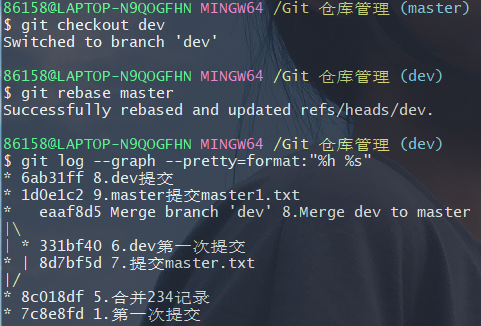 86158@LAPTOP-N9QOGFHN MINGW64 /Git 仓库管理 (master)
$ git checkout dev
Switched to branch 'dev'
86158@LAPTOP-N9QOGFHN MINGW64 /Git 仓库管理 (dev)
$ git rebase master
Successfully rebased and updated refs/heads/dev.
86158@LAPTOP-N9QOGFHN MINGW64 /Git 仓库管理 (dev)
$ git log --graph --pretty=format:"%h %s"
* 6ab31ff 8.dev提交
* 1d0e1c2 9.master提交master1.txt
*   eaaf8d5 Merge branch 'dev' 8.Merge dev to master
|\
| * 331bf40 6.dev第一次提交
* | 8d7bf5d 7.提交master.txt
|/
* 8c018df 5.合并234记录
* 7c8e8fd 1.第一次提交